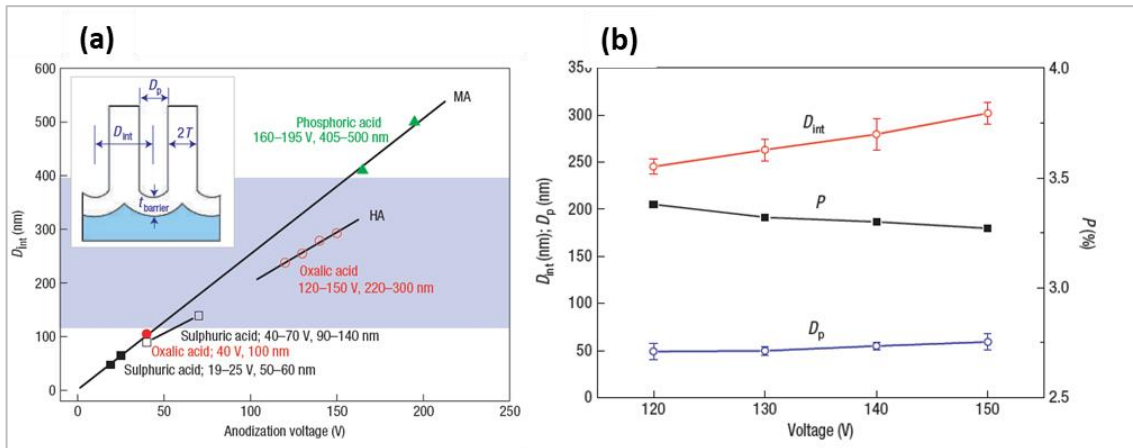 (a)
600
500
400
300
200
100
0
D_int (nm)
0
50
100
150
200
250
Anodization voltage (V)
D_p
D_int
2T
t_barrier
MA
Phosphoric acid
160–195 V, 405–500 nm
HA
Oxalic acid
120–150 V, 220–300 nm
Sulphuric acid; 40–70 V, 90–140 nm
Oxalic acid; 40 V, 100 nm
Sulphuric acid; 19–25 V, 50–60 nm
(b)
350
300
250
200
150
100
50
0
D_int (nm); D_p (nm)
D_int
P
D_p
120
130
140
150
Voltage (V)
4.0
3.5
3.0
2.5
P (%)